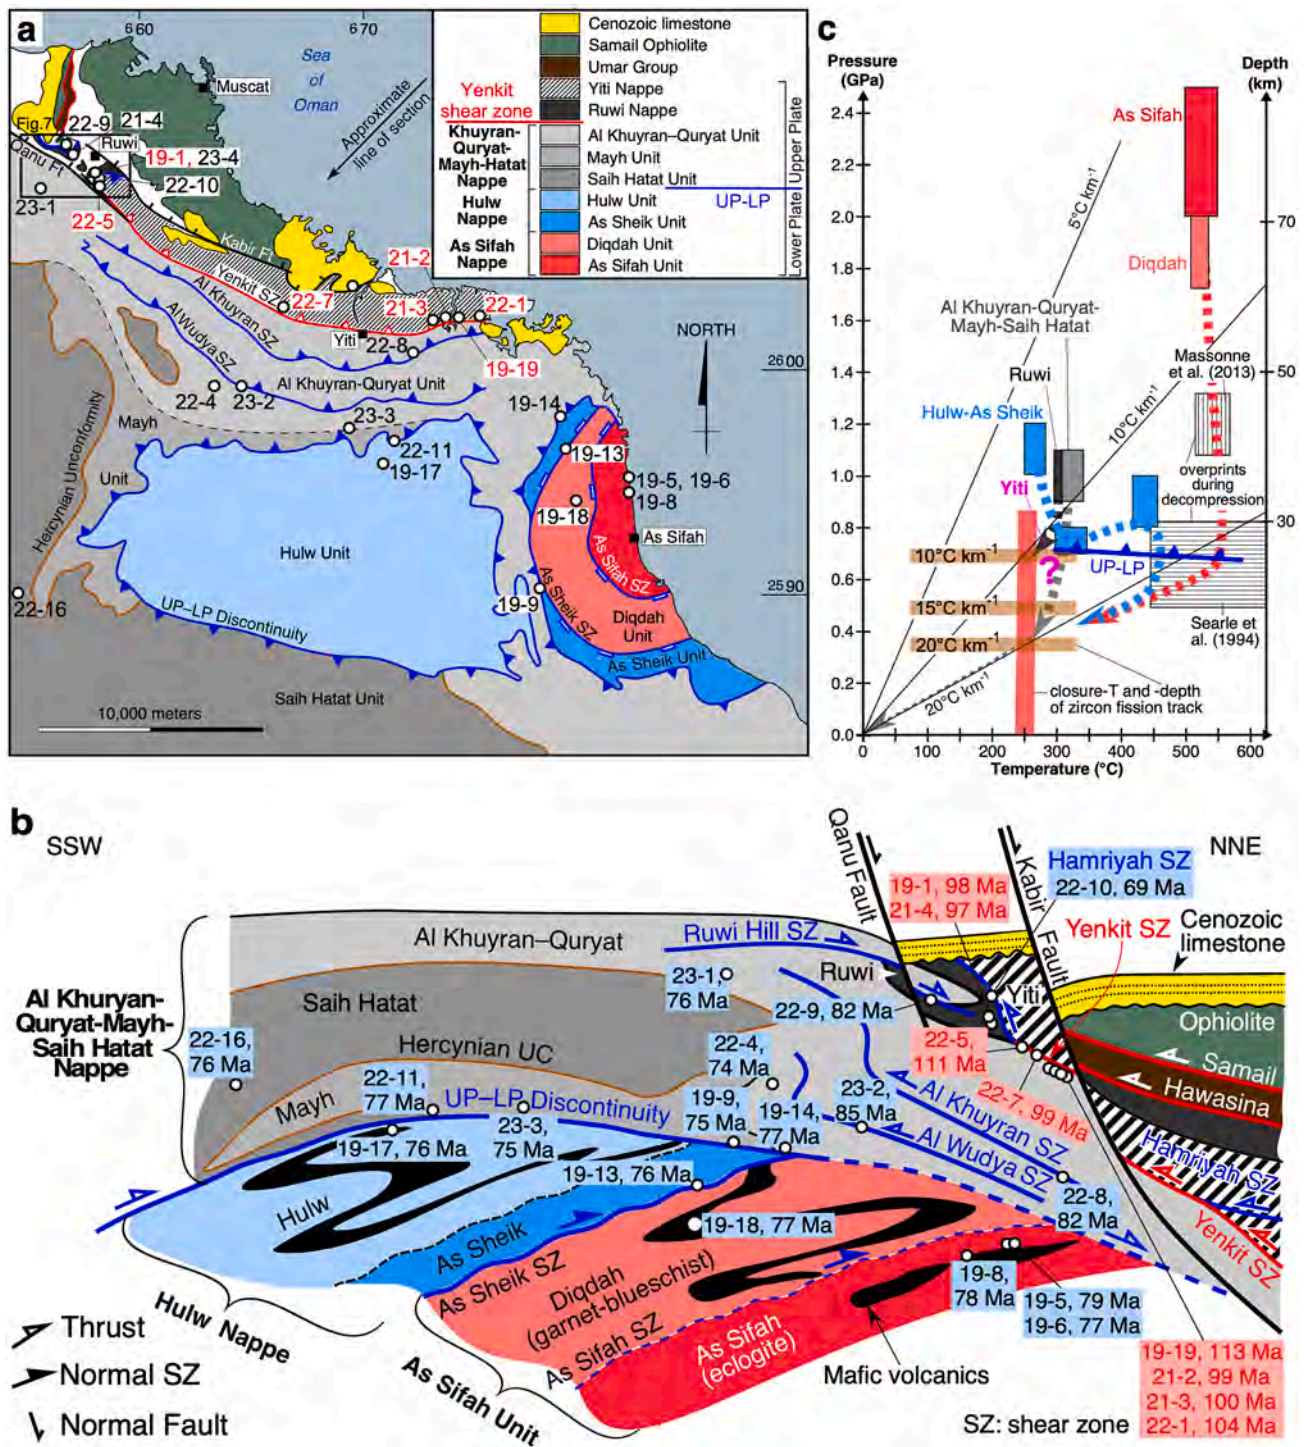 a
660
670
Sea
of
Oman
Muscat
Approximate
line of section
Cenozoic limestone
Samail Ophiolite
Umar Group
Yiti Nappe
Ruwi Nappe
Yenkit
shear zone
Khuyran-
Quryat-
Mayh-Hatat
Nappe
Al Khuyran–Quryat Unit
Mayh Unit
Saih Hatat Unit
Hulw
Nappe
Hulw Unit
As Sheik Unit
UP-LP
As Sifah
Nappe
Diqdah Unit
As Sifah Unit
Upper Plate
Lower Plate
Fig.7
22-9
21-4
Ruwi
19-1, 23-4
22-10
Qanu Ft
23-1
22-5
Kabir Ft
21-2
Yenkit SZ
22-7
21-3
22-1
Al Khuyran SZ
Al Wudya SZ
Yiti
22-8
19-19
NORTH
2600
Al Khuyran-Quryat Unit
22-4
23-2
23-3
19-14
Mayh
Unit
22-11
19-17
19-13
19-5, 19-6
19-8
19-18
As Sifah
Hercynian Unconformity
Hulw Unit
As Sifah SZ
2590
22-16
19-9
As Sheik SZ
Diqdah
Unit
UP-LP Discontinuity
As Sheik Unit
Saih Hatat Unit
10,000 meters
c
Pressure
(GPa)
Depth
(km)
2.4
2.2
2.0
1.8
1.6
1.4
1.2
1.0
0.8
0.6
0.4
0.2
0.0
70
50
30
As Sifah
5°C km-1
Diqdah
Al Khuyran-Quryat-
Mayh-Saih Hatat
Massonne
et al. (2013)
Ruwi
Hulw-As Sheik
10°C km-1
overprints
during
decompression
Yiti
10°C km-1
?
UP-LP
15°C km-1
20°C km-1
Searle et
al. (1994)
20°C km-1
closure-T and -depth
of zircon fission track
0
100
200
300
400
500
600
Temperature (°C)
b
SSW
NNE
Qanu Fault
Kabir Fault
Hamriyah SZ
22-10, 69 Ma
19-1, 98 Ma
21-4, 97 Ma
Yenkit SZ
Cenozoic
limestone
Al Khuyran–Quryat
Ruwi Hill SZ
Ruwi
23-1,
76 Ma
Yiti
22-9, 82 Ma
Al Khuryan-
Quryat-Mayh-
Saih Hatat
Nappe
Saih Hatat
Ophiolite
22-16,
76 Ma
Hercynian UC
22-4,
74 Ma
22-5,
111 Ma
Samail
Hawasina
22-7, 99 Ma
Mayh
22-11,
77 Ma
UP–LP Discontinuity
19-9,
75 Ma
19-14,
77 Ma
23-2,
85 Ma
Al Khuyran SZ
Al Wudya SZ
19-17, 76 Ma
23-3,
75 Ma
19-13, 76 Ma
Hamriyah SZ
22-8,
82 Ma
Hulw
19-18, 77 Ma
As Sheik
As Sheik SZ
Yenkit SZ
Diqdah
(garnet-blueschist)
19-8,
78 Ma
19-5, 79 Ma
19-6, 77 Ma
As Sifah SZ
As Sifah
(eclogite)
Hulw Nappe
As Sifah Unit
Mafic volcanics
19-19, 113 Ma
21-2, 99 Ma
21-3, 100 Ma
22-1, 104 Ma
Thrust
Normal SZ
Normal Fault
SZ: shear zone